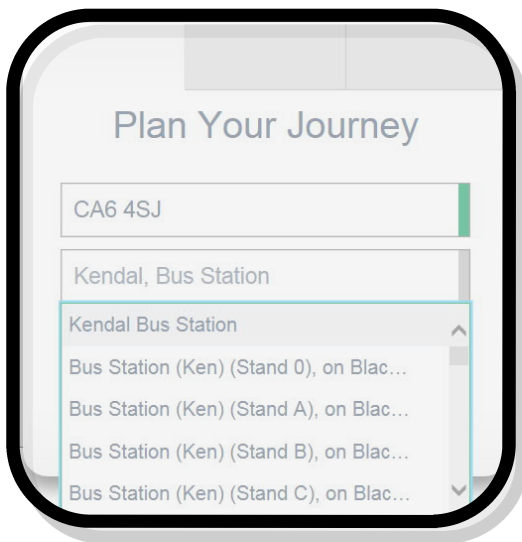 Plan Your Journey
CA6 4SJ
Kendal, Bus Station
Kendal Bus Station
Bus Station (Ken) (Stand 0), on Blac...
Bus Station (Ken) (Stand A), on Blac...
Bus Station (Ken) (Stand B), on Blac...
Bus Station (Ken) (Stand C), on Blac...